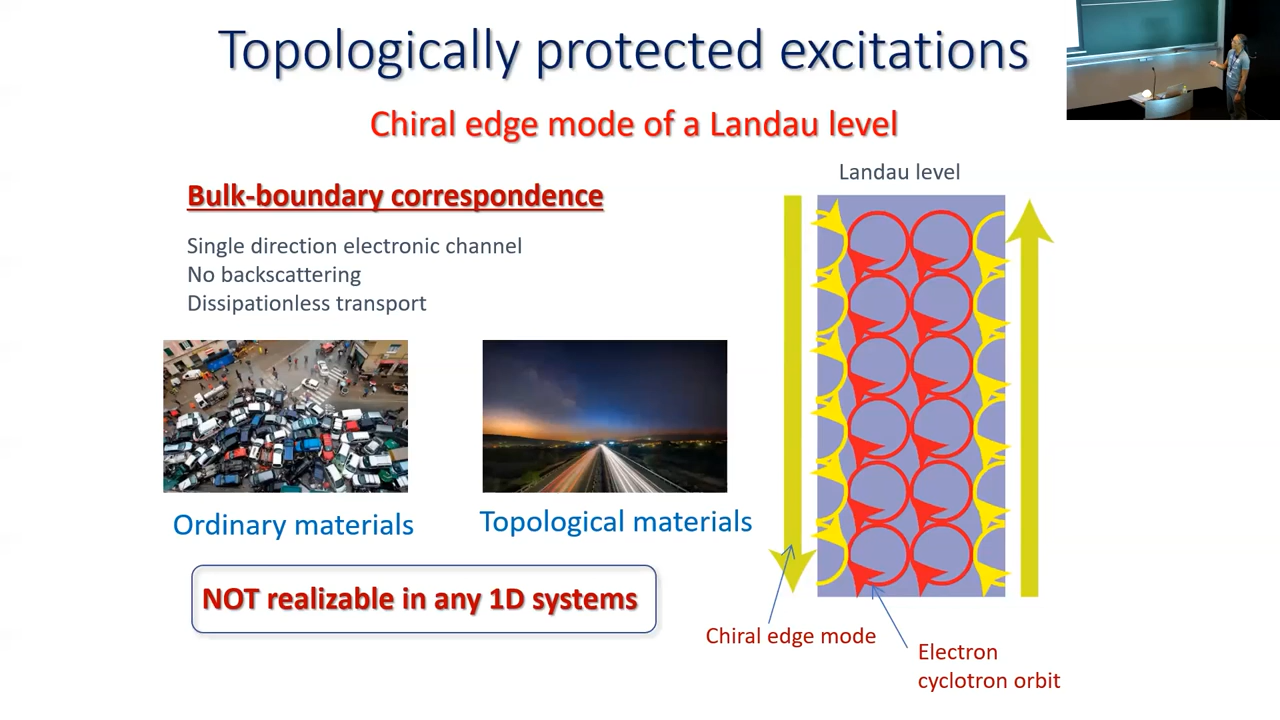 Topologically protected excitations
Chiral edge mode of a Landau level
Bulk-boundary correspondence
Single direction electronic channel
No backscattering
Dissipationless transport
Ordinary materials
Topological materials
NOT realizable in any 1D systems
Landau level
Chiral edge mode
Electron
cyclotron orbit